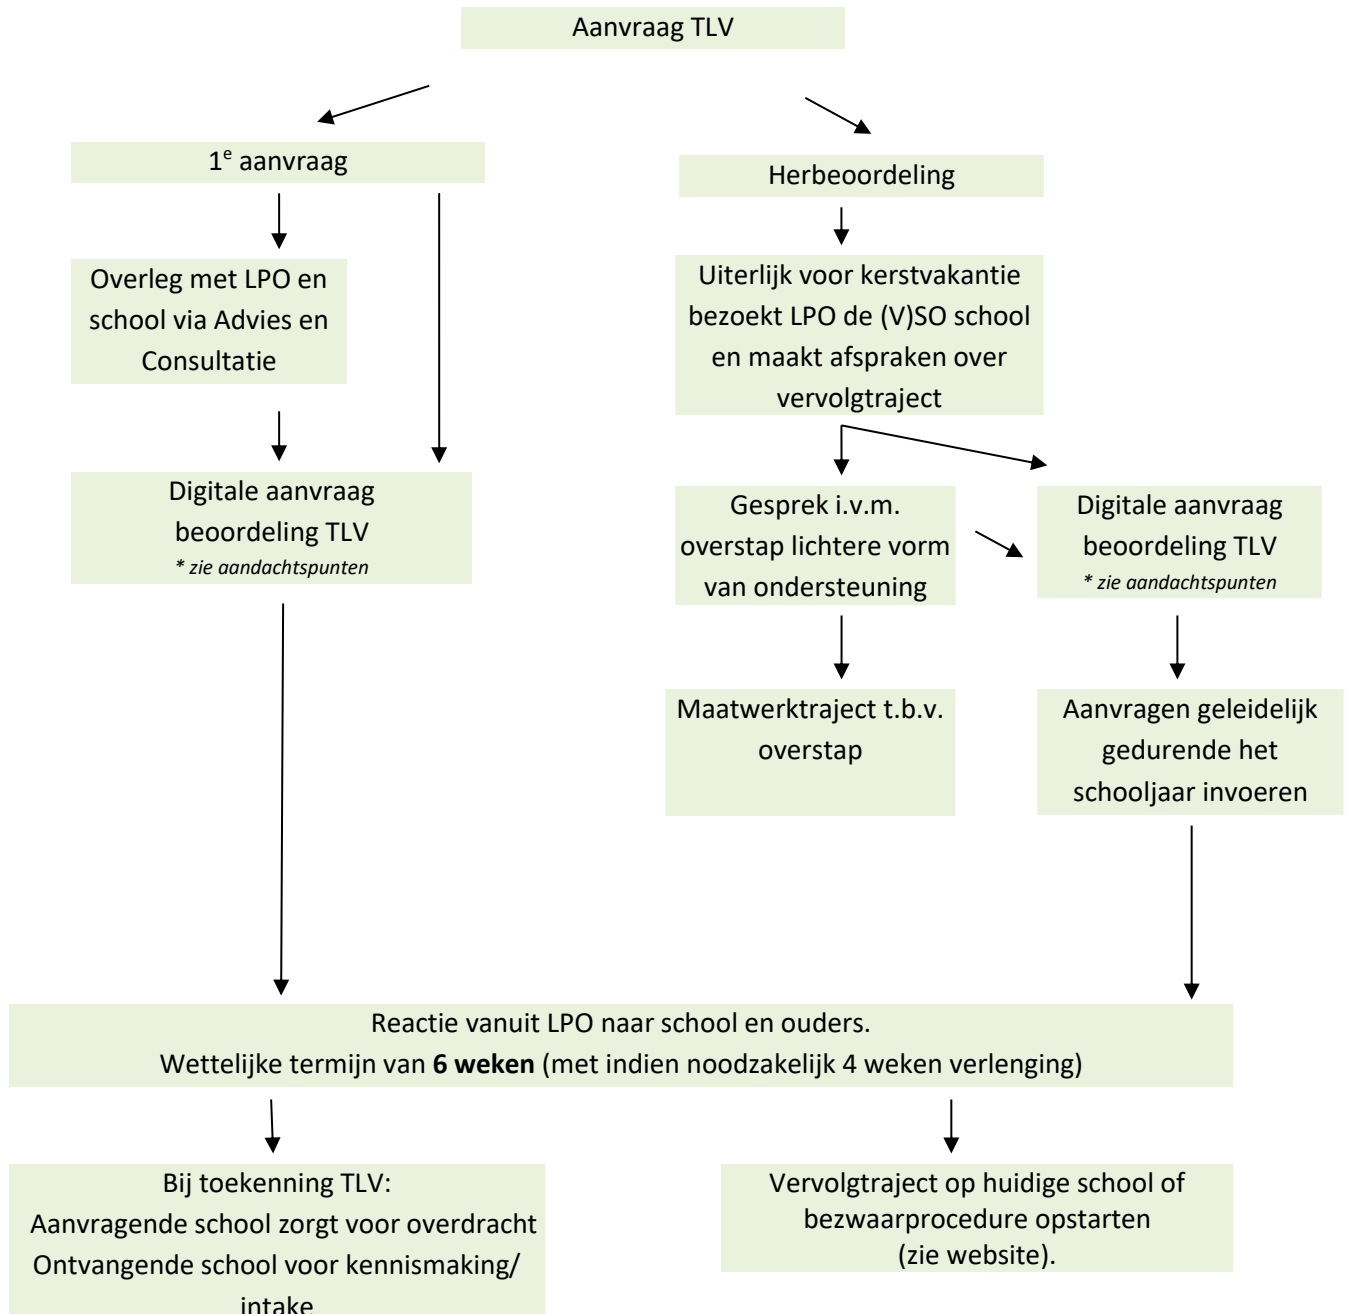 Aanvraag TLV
1e aanvraag
Herbeoordeling
Overleg met LPO en
school via Advies en
Consultatie
Uiterlijk voor kerstvakantie
bezoekt LPO de (V)SO school
en maakt afspraken over
vervolgtraject
Digitale aanvraag
beoordeling TLV
* zie aandachtspunten
Gesprek i.v.m.
overstap lichtere vorm
van ondersteuning
Digitale aanvraag
beoordeling TLV
* zie aandachtspunten
Maatwerktraject t.b.v.
overstap
Aanvragen geleidelijk
gedurende het
schooljaar invoeren
Reactie vanuit LPO naar school en ouders.
Wettelijke termijn van 6 weken (met indien noodzakelijk 4 weken verlenging)
Bij toekenning TLV:
Aanvragende school zorgt voor overdracht
Ontvangende school voor kennismaking/
intake
Vervolgtraject op huidige school of
bezwaarprocedure opstarten
(zie website).